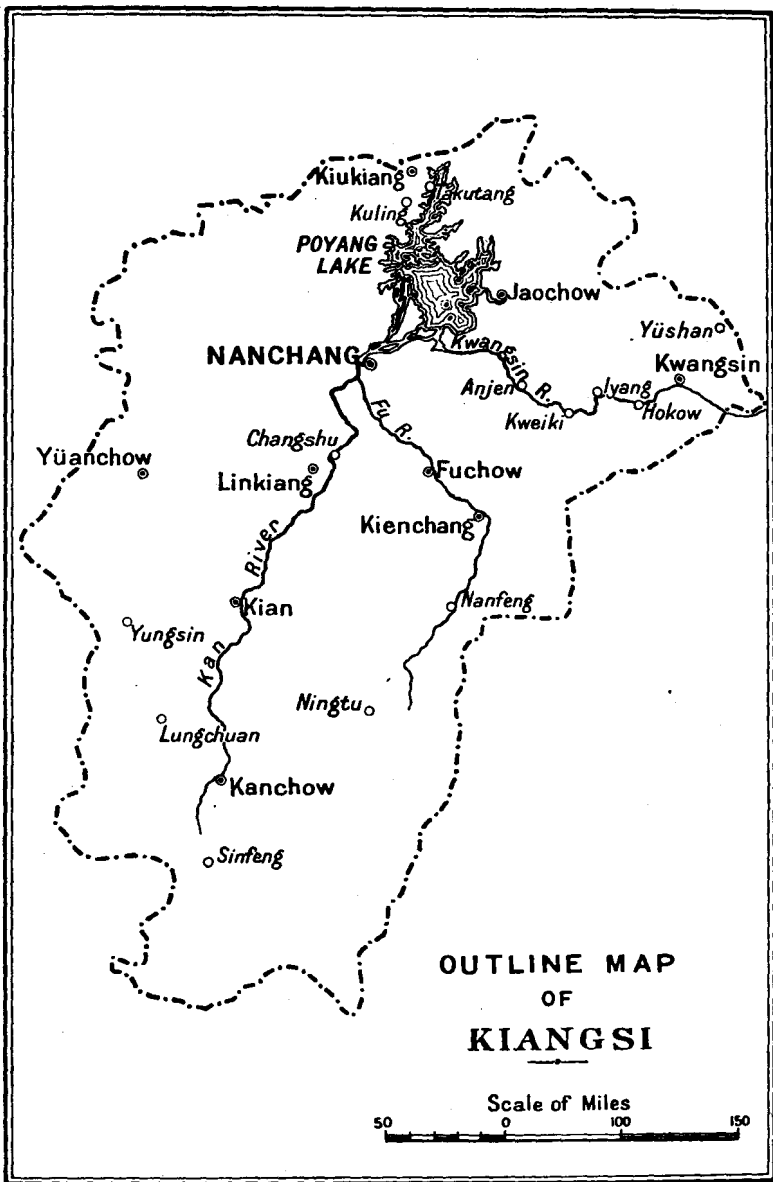 Kiukiang
Takutang
Kuling
POYANG
LAKE
Jaochow
Yüshan
NANCHANG
Kwangsin R.
Kwangsin
Anjen
Iyang
Kweiki
Hokow
Fu R.
Changshu
Yüanchow
Linkiang
Fuchow
Kienchang
Kan River
Kian
Nanfeng
Yungsin
Ningtu
Lungchuan
Kanchow
Sinfeng
OUTLINE MAP
OF
KIANGSI
Scale of Miles
50 0 100 150